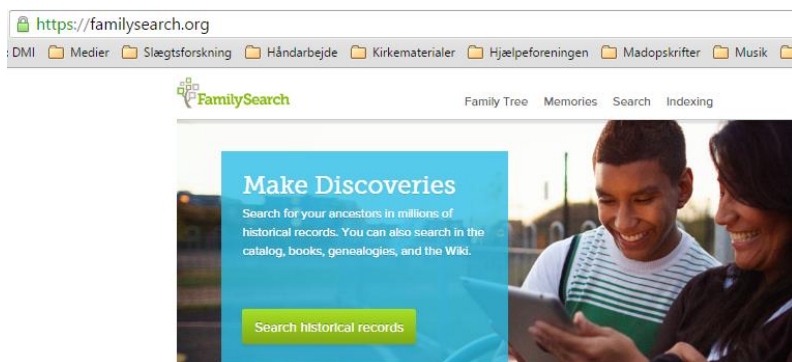 https://familysearch.org
DMI Medier Slægtsforskning Håndarbejde Kirkematerialer Hjælpeforeningen Madopskrifter Musik
FamilySearch Family Tree Memories Search Indexing
Make Discoveries
Search for your ancestors in millions of
historical records. You can also search in the
catalog, books, genealogies, and the Wiki.
Search historical records